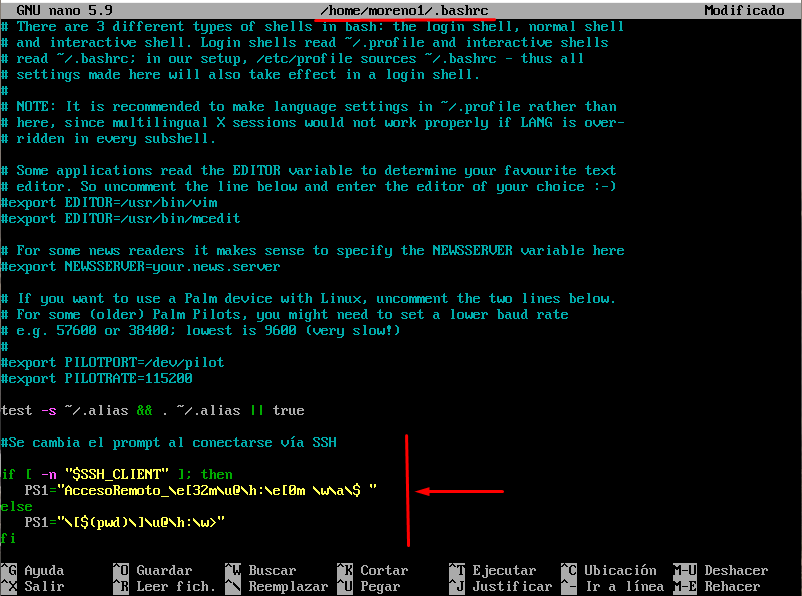 GNU nano 5.9 /home/moreno1/.bashrc Modificado
# There are 3 different types of shells in bash: the login shell, normal shell
# and interactive shell. Login shells read ~/.profile and interactive shells
# read ~/.bashrc; in our setup, /etc/profile sources ~/.bashrc - thus all
# settings made here will also take effect in a login shell.
#
# NOTE: It is recommended to make language settings in ~/.profile rather than
# here, since multilingual X sessions would not work properly if LANG is over-
# ridden in every subshell.

# Some applications read the EDITOR variable to determine your favourite text
# editor. So uncomment the line below and enter the editor of your choice :-)
#export EDITOR=/usr/bin/vim
#export EDITOR=/usr/bin/mcedit

# For some news readers it makes sense to specify the NEWSSERVER variable here
#export NEWSSERVER=your.news.server

# If you want to use a Palm device with Linux, uncomment the two lines below.
# For some (older) Palm Pilots, you might need to set a lower baud rate
# e.g. 57600 or 38400; lowest is 9600 (very slow!)
#
#export PILOTPORT=/dev/pilot
#export PILOTRATE=115200

test -s ~/.alias && . ~/.alias || true

#Se cambia el prompt al conectarse vía SSH

if [ -n "$SSH_CLIENT" ]; then
   PS1="AccesoRemoto_\e[32m\u@\h:\e[0m \w\a\$ "
else
   PS1="\[$(pwd)\]\u@\h:\w>"
fi

^G Ayuda ^O Guardar ^W Buscar ^K Cortar ^T Ejecutar ^C Ubicación M-U Deshacer
^X Salir ^R Leer fich. ^\ Reemplazar ^U Pegar ^J Justificar ^- Ir a línea M-E Rehacer